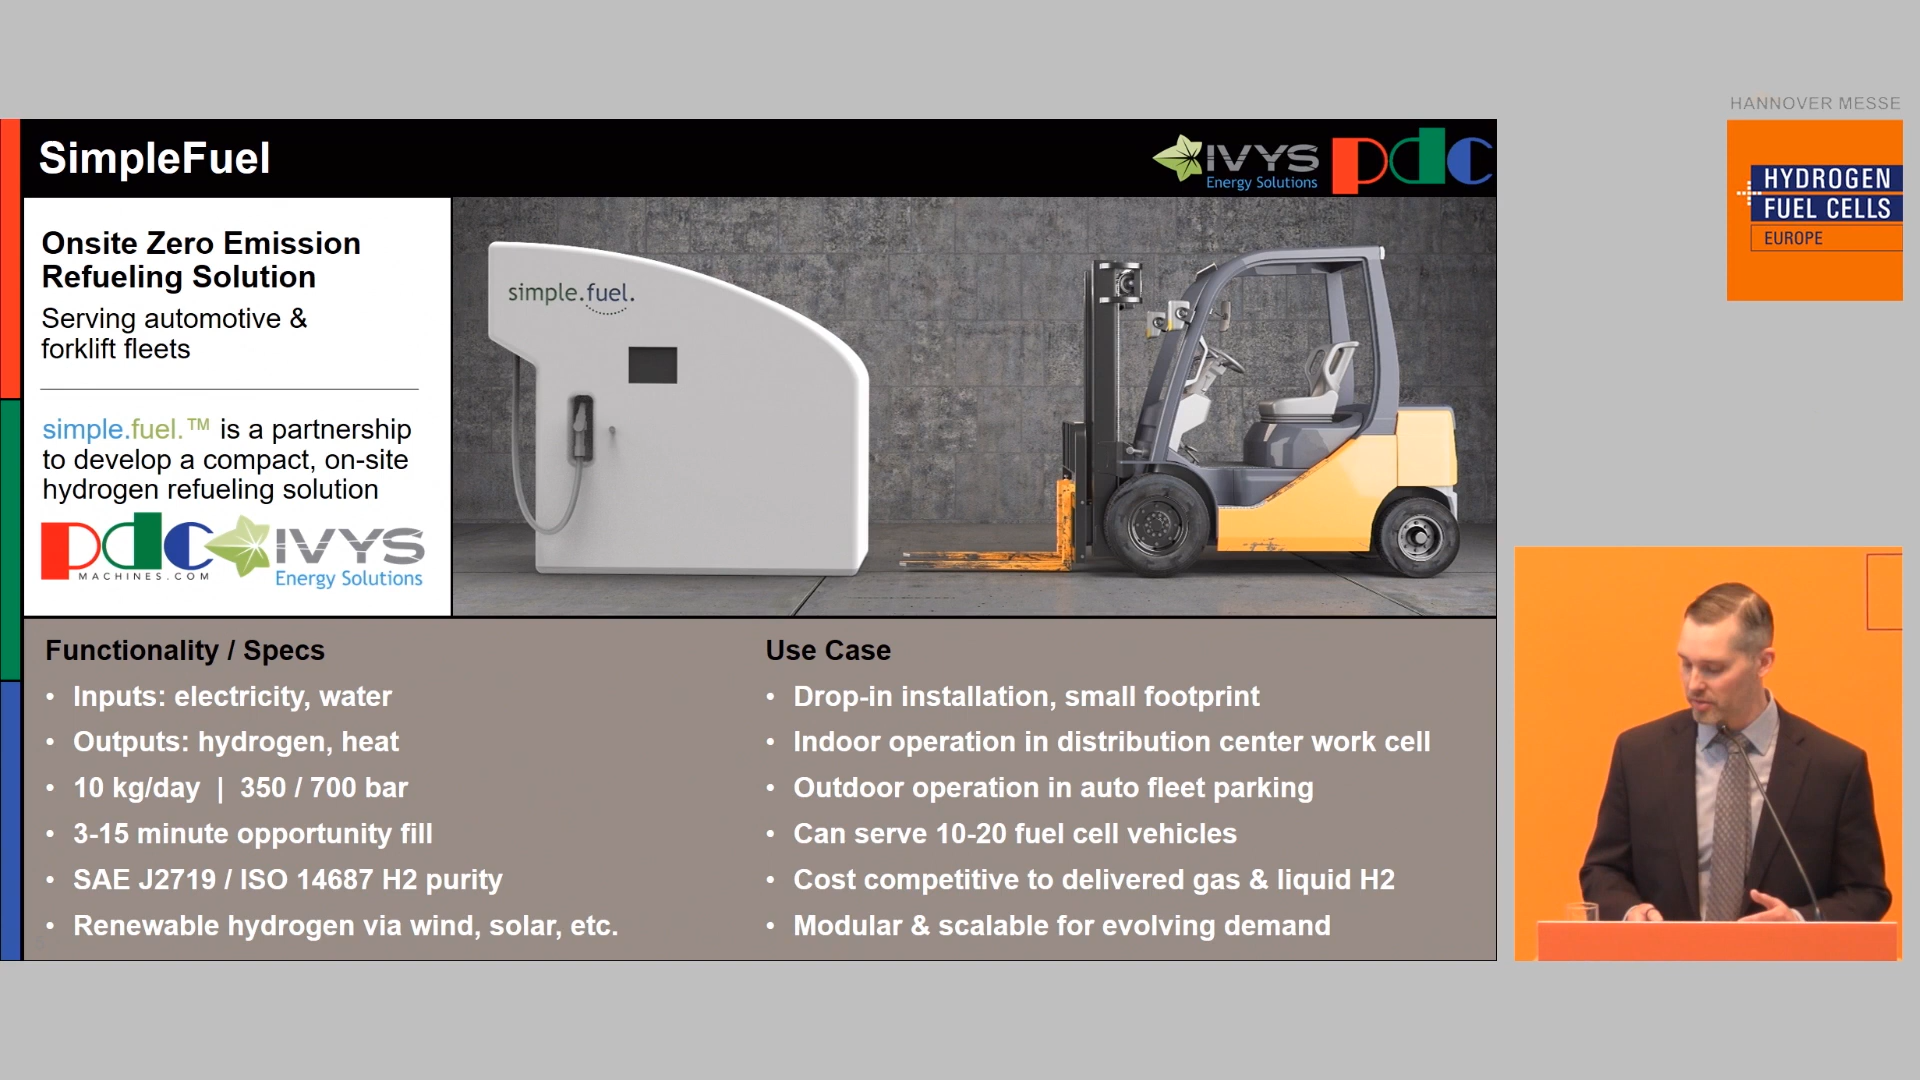 HANNOVER MESSE
HYDROGEN
FUEL CELLS
EUROPE
SimpleFuel
IVYS
Energy Solutions
pdc
Onsite Zero Emission
Refueling Solution
Serving automotive &
forklift fleets
simple.fuel.™ is a partnership
to develop a compact, on-site
hydrogen refueling solution
pdc
MACHINES.COM
IVYS
Energy Solutions
simple.fuel.
Functionality / Specs
• Inputs: electricity, water
• Outputs: hydrogen, heat
• 10 kg/day | 350 / 700 bar
• 3-15 minute opportunity fill
• SAE J2719 / ISO 14687 H2 purity
• Renewable hydrogen via wind, solar, etc.
Use Case
• Drop-in installation, small footprint
• Indoor operation in distribution center work cell
• Outdoor operation in auto fleet parking
• Can serve 10-20 fuel cell vehicles
• Cost competitive to delivered gas & liquid H2
• Modular & scalable for evolving demand